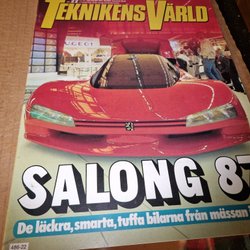 TEKNIKENS VÄRLD
SALONG 87
De läckra, smarta, tuffa bilarna från mässan